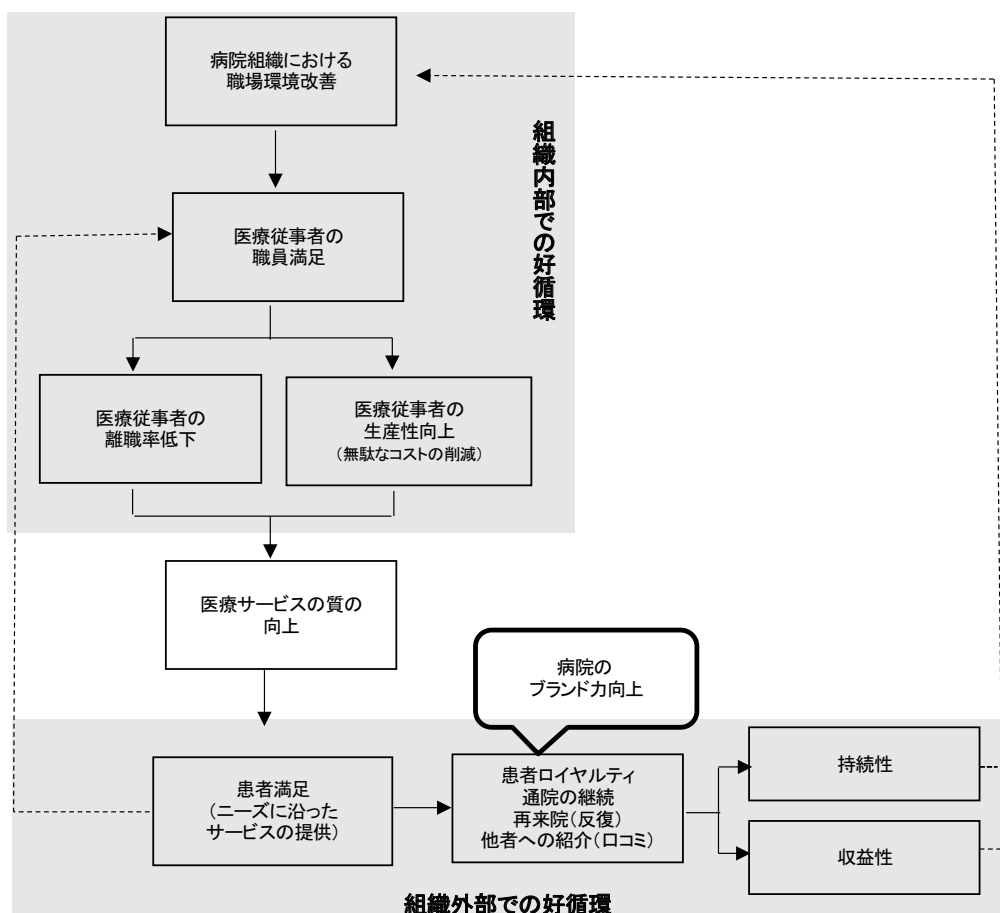 病院組織における
職場環境改善
組織内部での好循環
医療従事者の
職員満足
医療従事者の
離職率低下
医療従事者の
生産性向上
(無駄なコストの削減)
医療サービスの質の
向上
病院の
ブランド力向上
患者満足
(ニーズに沿った
サービスの提供)
患者ロイヤルティ
通院の継続
再来院(反復)
他者への紹介(口コミ)
持続性
収益性
組織外部での好循環